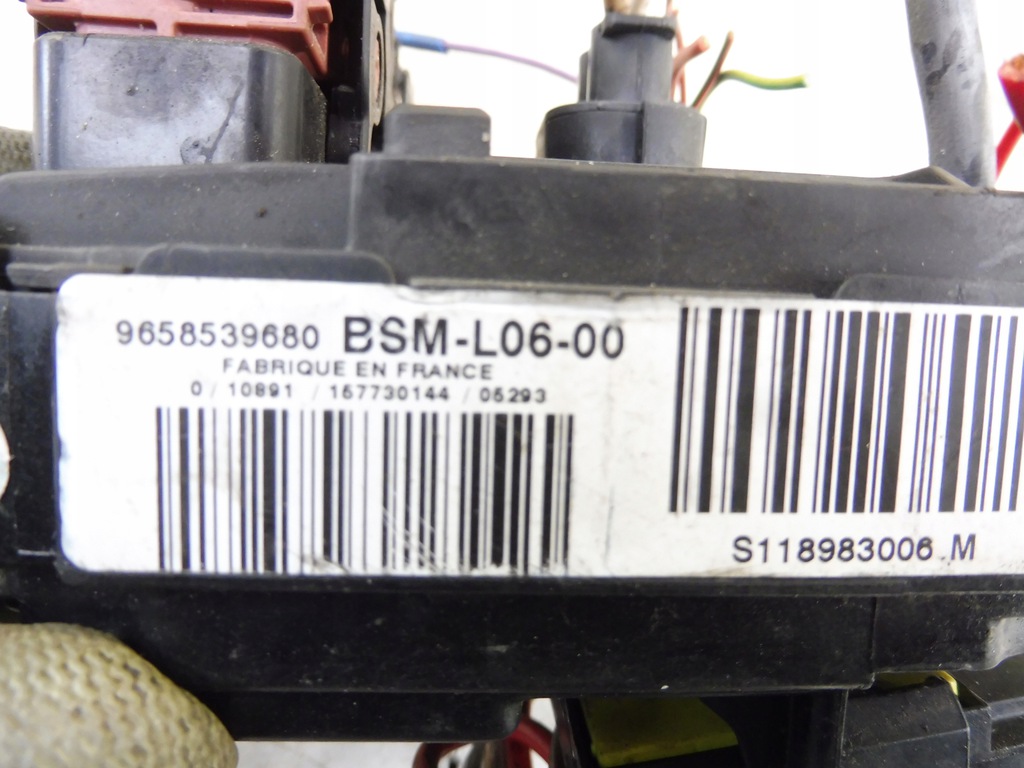 9658539680 BSM-L06-00
FABRIQUE EN FRANCE
0 / 10891 / 157730144 / 05293
S118983006.M